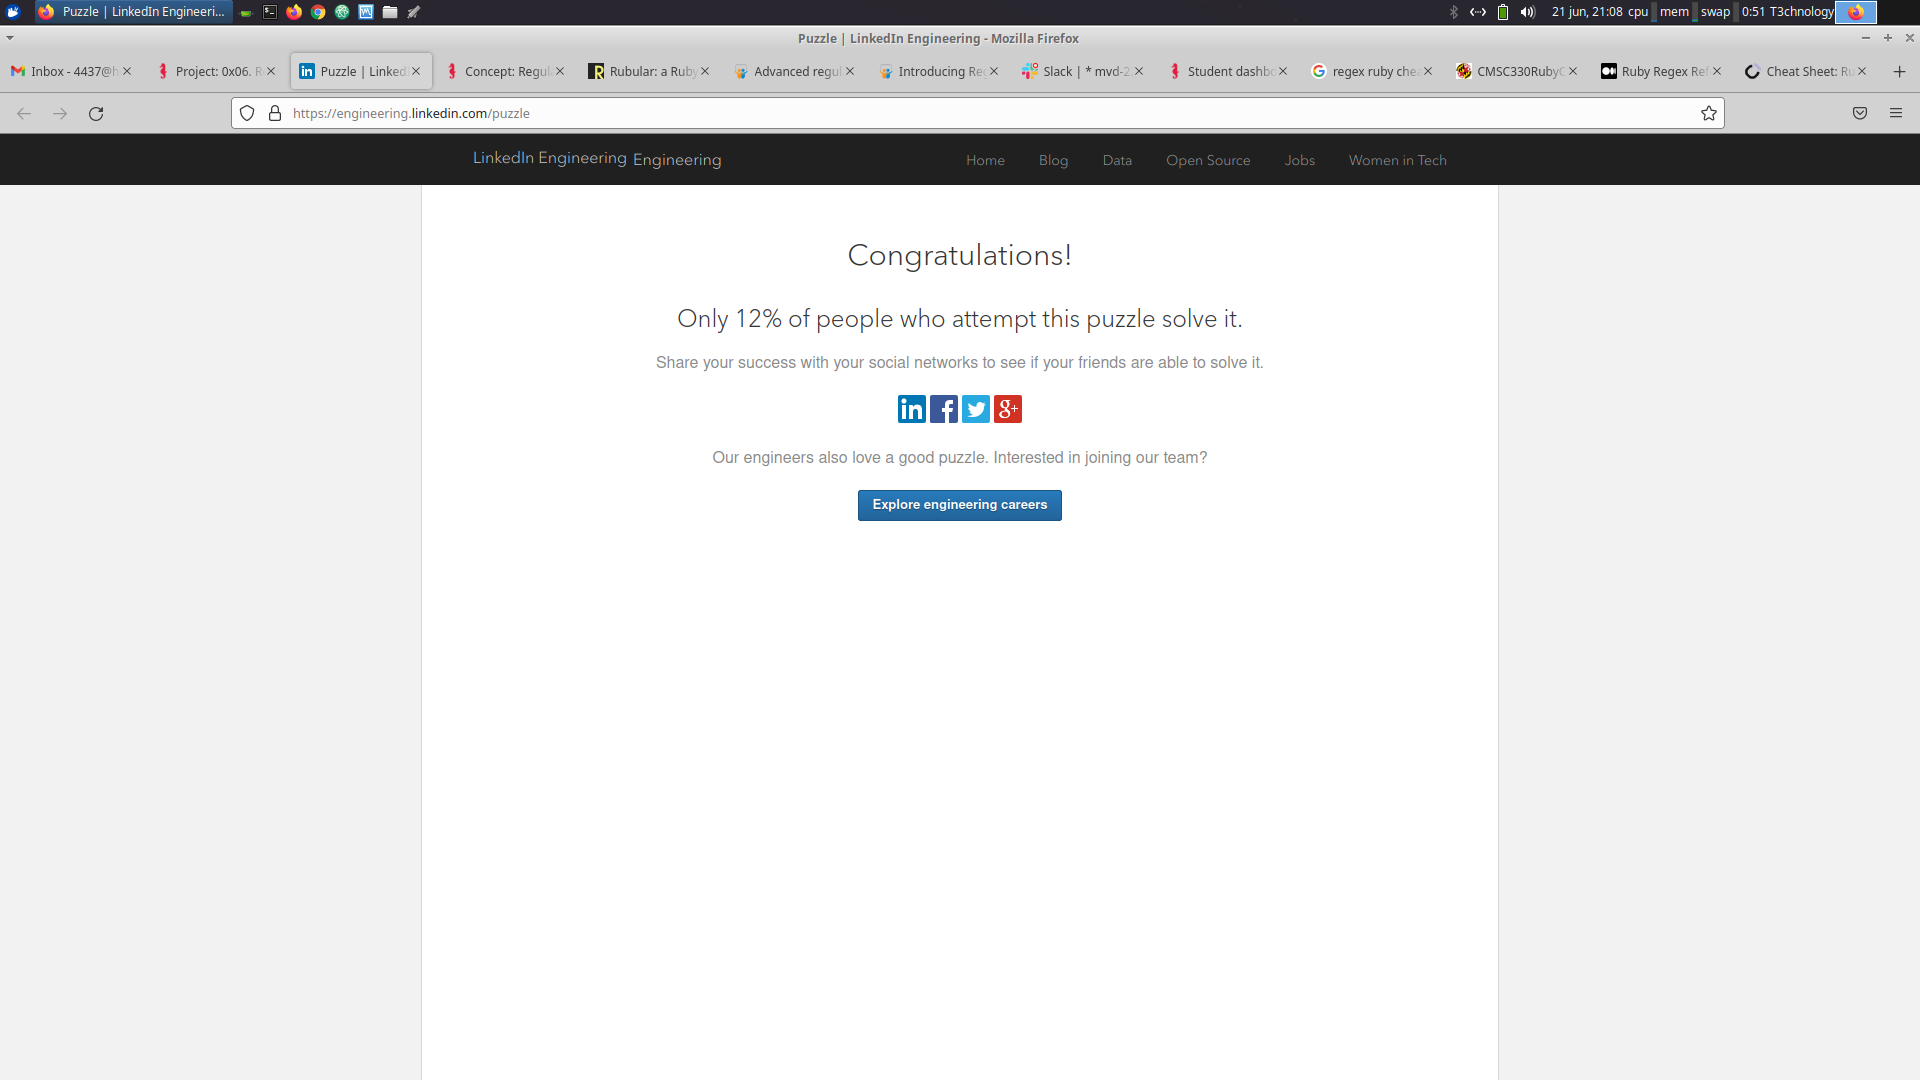 Puzzle | LinkedIn Engineeri...
21 jun, 21:08 cpu mem swap 0:51 T3chnology
Puzzle | LinkedIn Engineering - Mozilla Firefox
Inbox - 4437@h
Project: 0x06. R
Puzzle | Linked
Concept: Regul
Rubular: a Ruby
Advanced regul
Introducing Re
Slack | * mvd-2
Student dashbo
regex ruby che
CMSC330RubyC
Ruby Regex Ref
Cheat Sheet: Ru
https://engineering.linkedin.com/puzzle
LinkedIn Engineering Engineering
Home Blog Data Open Source Jobs Women in Tech
Congratulations!
Only 12% of people who attempt this puzzle solve it.
Share your success with your social networks to see if your friends are able to solve it.
in f g+
Our engineers also love a good puzzle. Interested in joining our team?
Explore engineering careers